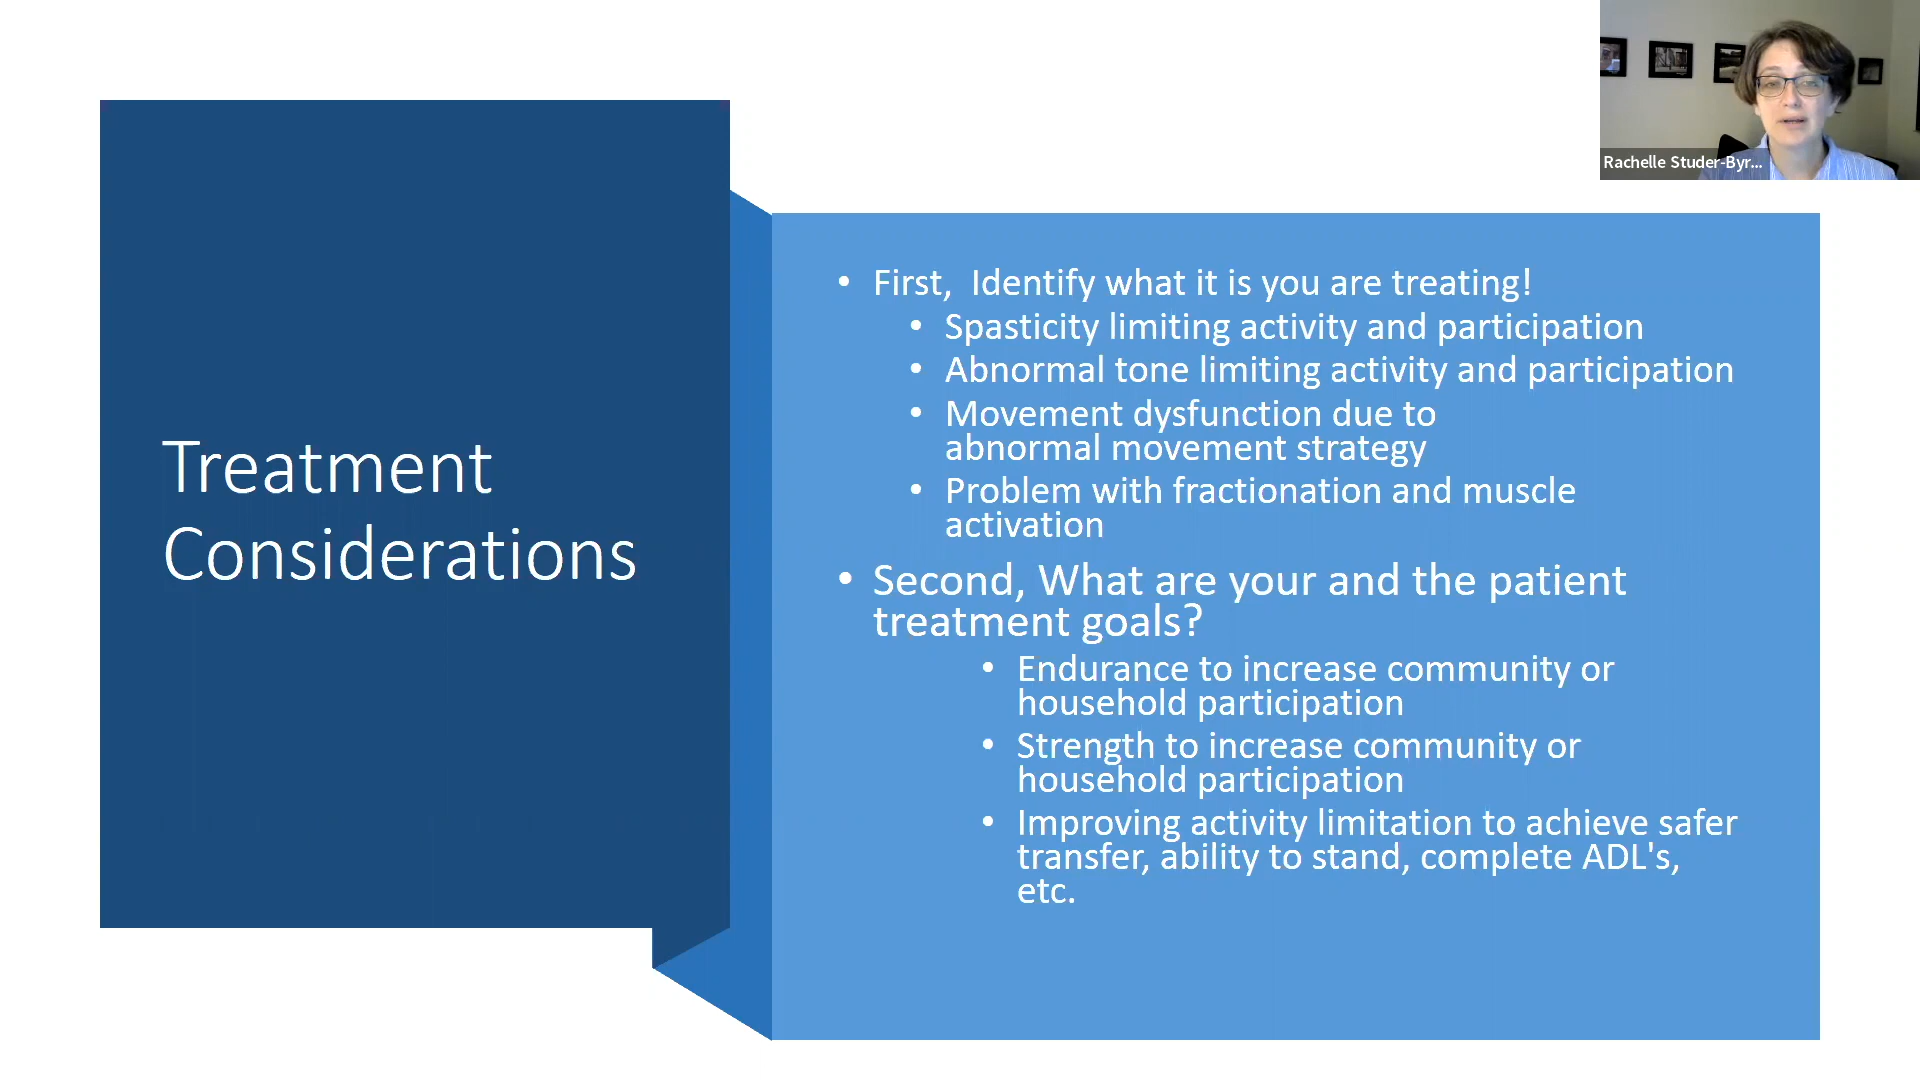 Rachelle Studer-Byr...
Treatment
Considerations
• First,  Identify what it is you are treating!
• Spasticity limiting activity and participation
• Abnormal tone limiting activity and participation
• Movement dysfunction due to
abnormal movement strategy
• Problem with fractionation and muscle
activation
• Second, What are your and the patient
treatment goals?
• Endurance to increase community or
household participation
• Strength to increase community or
household participation
• Improving activity limitation to achieve safer
transfer, ability to stand, complete ADL's,
etc.